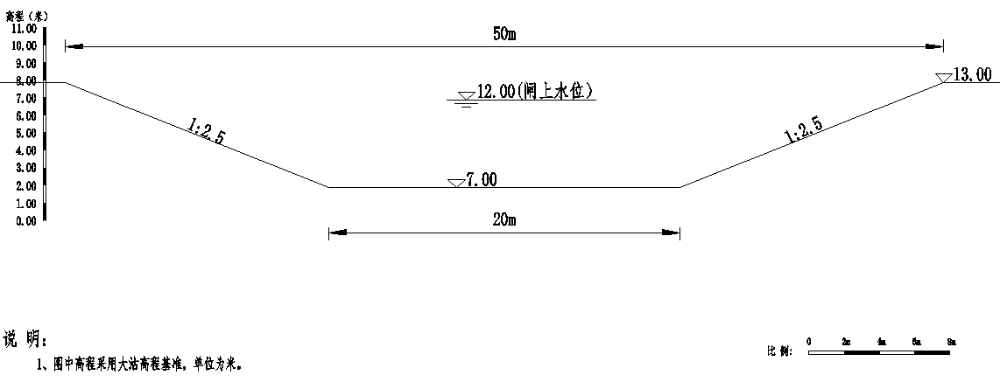 高程（米）
11.00
10.00
9.00
8.00
7.00
6.00
5.00
4.00
3.00
2.00
1.00
0.00
50m
12.00(闸上水位)
13.00
1:2.5
1:2.5
7.00
20m
说 明：
1、图中高程采用大沽高程基准，单位为米。
比 例：
0 2m 4m 6m 8m